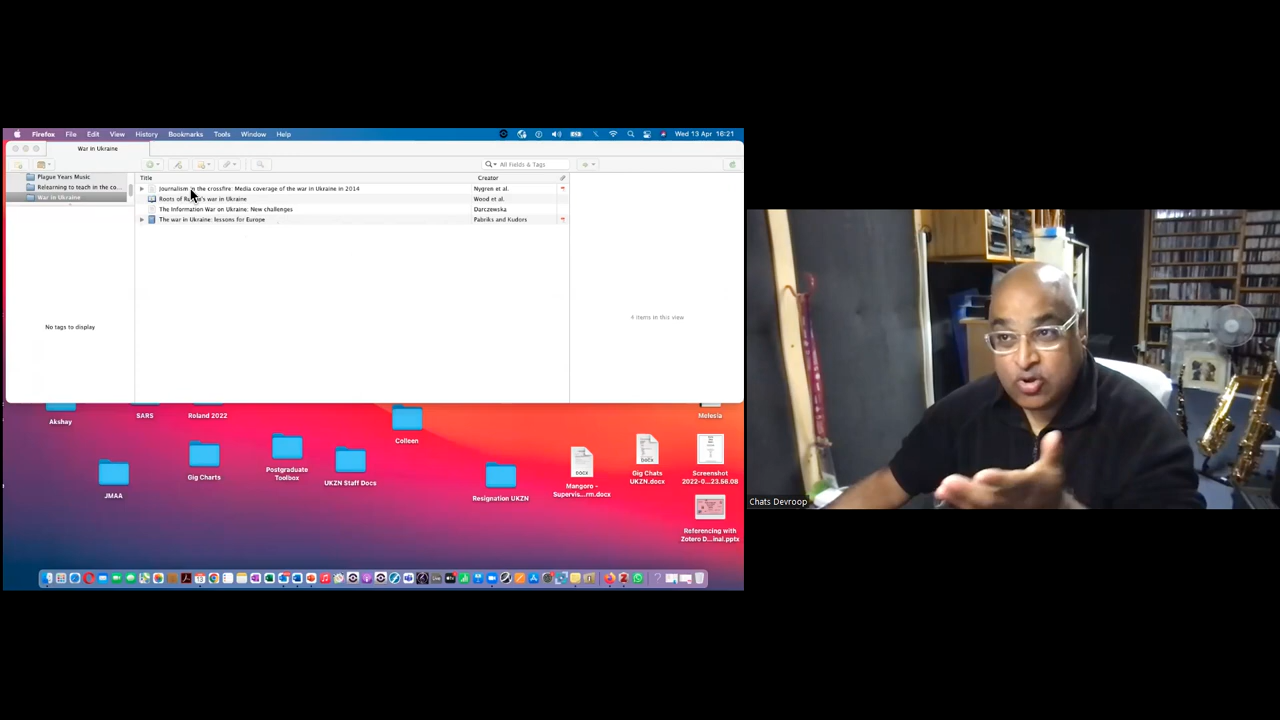 Firefox File Edit View History Bookmarks Tools Window Help Wed 13 Apr 16:21
War in Ukraine
All Fields & Tags
Plague Years Music
Relearning to teach in the co...
War in Ukraine
Title Creator
Journalism in the crossfire: Media coverage of the war in Ukraine in 2014 Nygren et al.
Roots of R 's war in Ukraine Wood et al.
The Information War on Ukraine: New challenges Darczewska
The war in Ukraine: lessons for Europe Pabriks and Kudors
4 items in this view
No tags to display
Akshay
SARS
Roland 2022
Colleen
Melesia
JMAA
Gig Charts
Postgraduate
Toolbox
UKZN Staff Docs
Resignation UKZN
DOCX
Mangoro -
Supervis...rm.docx
DOCX
Gig Chats
UKZN.docx
Screenshot
2022-0...23.56.08
Referencing with
Zotero D...inal.pptx
Chats Devroop